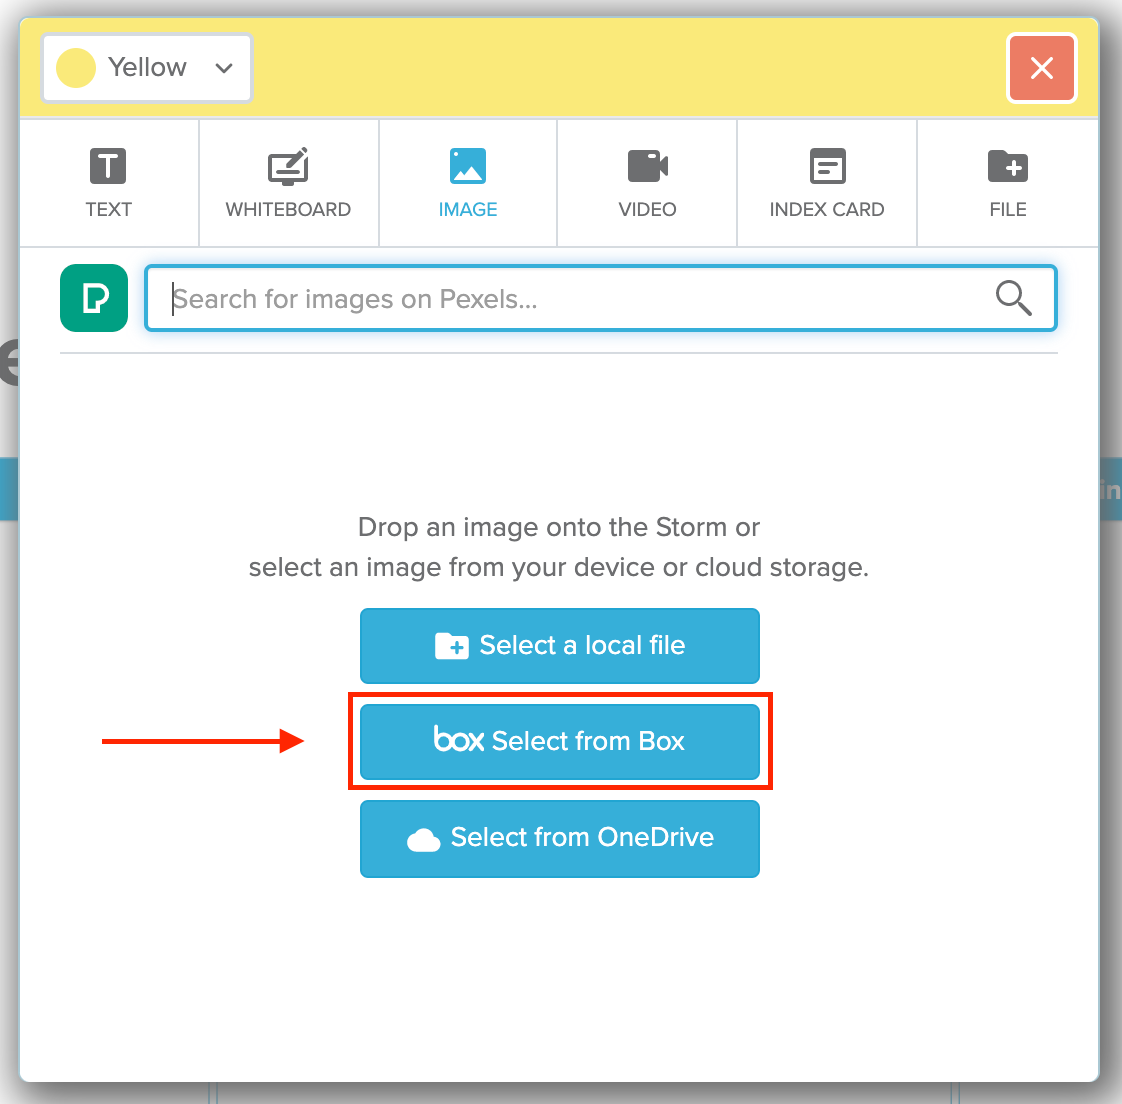 Yellow
TEXT
WHITEBOARD
IMAGE
VIDEO
INDEX CARD
FILE
Search for images on Pexels...
in
Drop an image onto the Storm or
select an image from your device or cloud storage.
Select a local file
box Select from Box
Select from OneDrive